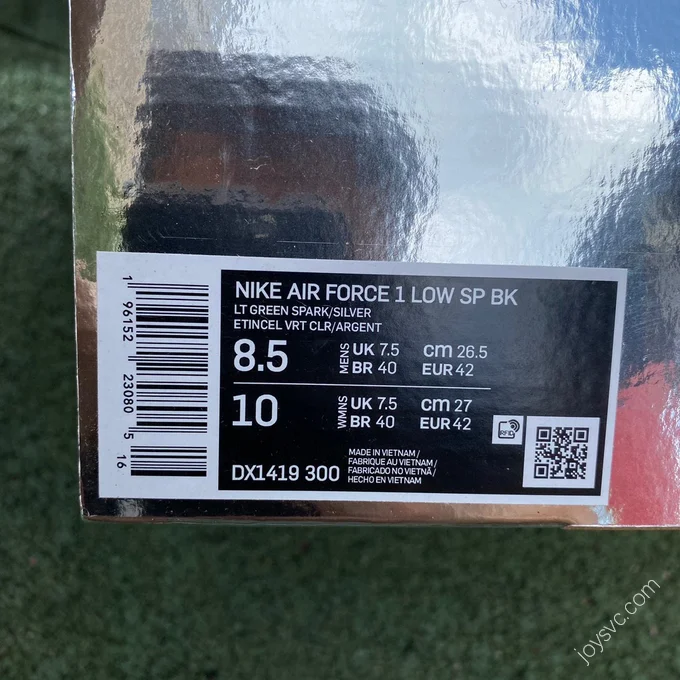 1 96152 23080 5 16
NIKE AIR FORCE 1 LOW SP BK
LT GREEN SPARK/SILVER
ETINCEL VRT CLR/ARGENT
8.5 MENS UK 7.5 cm 26.5
BR 40 EUR 42
10 WMNS UK 7.5 cm 27
BR 40 EUR 42
RFID
DX1419 300
MADE IN VIETNAM /
FABRIQUE AU VIETNAM /
FABRICADO NO VIETNÃ /
HECHO EN VIETNAM
joysvc.com